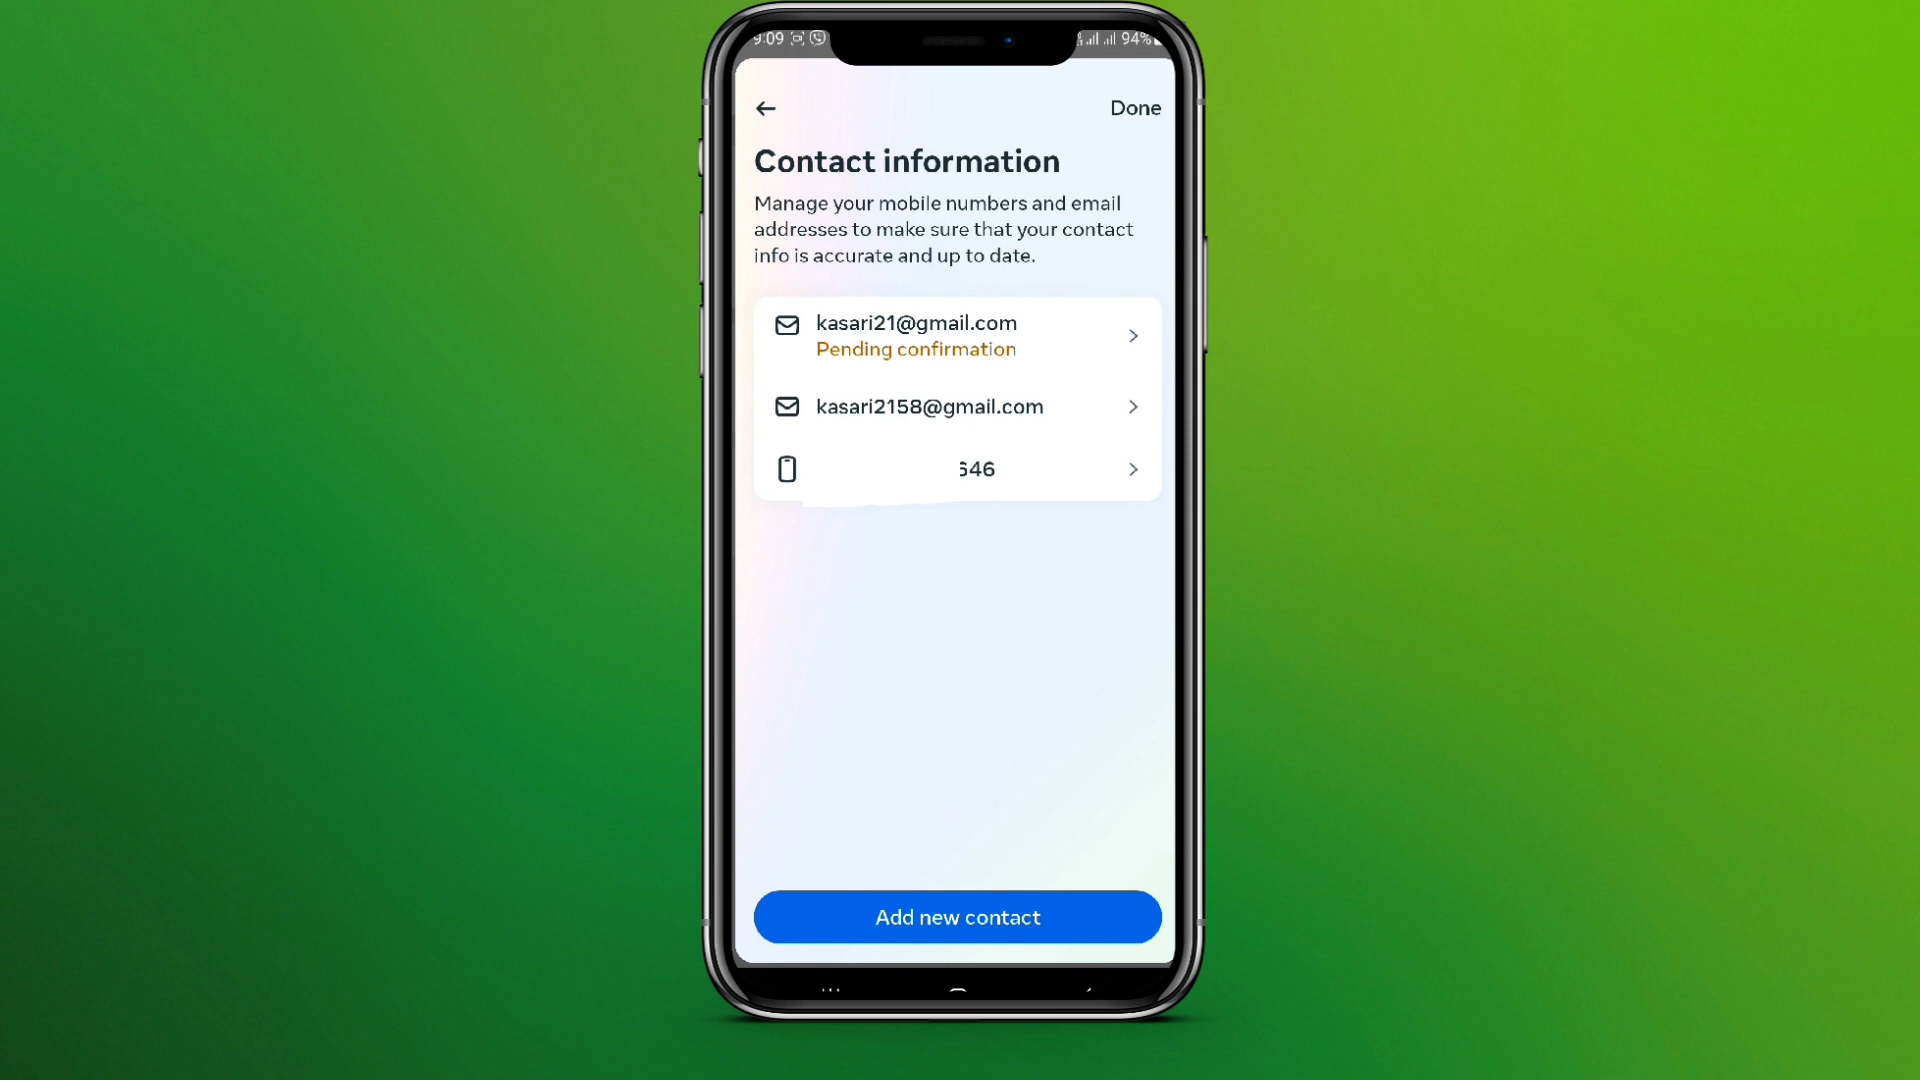 9:09
94%
Done
Contact information
Manage your mobile numbers and email
addresses to make sure that your contact
info is accurate and up to date.
kasari21@gmail.com
Pending confirmation
kasari2158@gmail.com
646
Add new contact